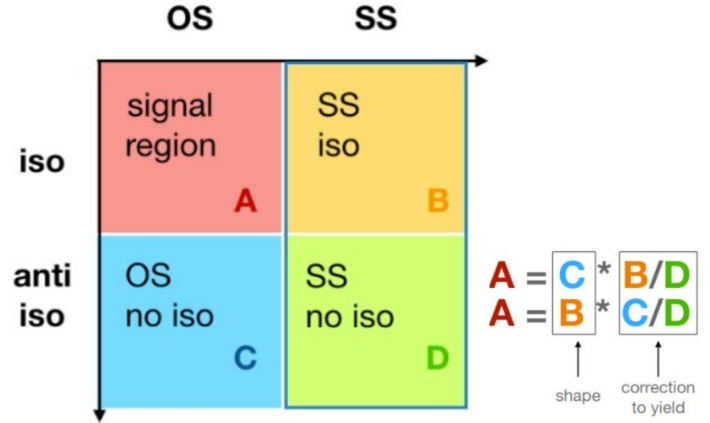 OS
SS
iso
signal
region
A
SS
iso
B
anti
iso
OS
no iso
C
SS
no iso
D
A = C * B/D
A = B * C/D
shape
correction
to yield